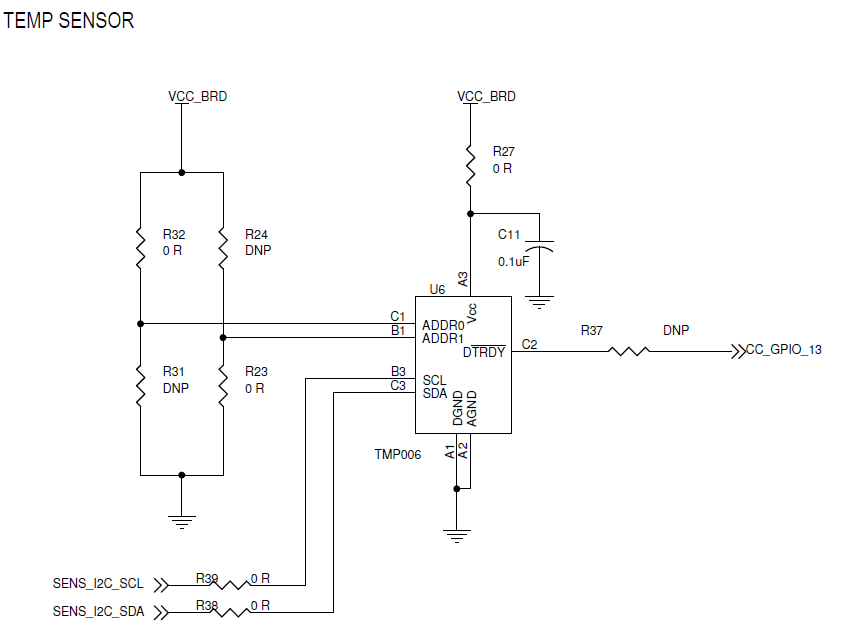 TEMP SENSOR
VCC_BRD
VCC_BRD
R27
0 R
R32
0 R
R24
DNP
C11
0.1uF
A3
U6
Vcc
C1
ADDR0
B1
ADDR1
DTRDY
C2
R37
DNP
CC_GPIO_13
R31
DNP
R23
0 R
B3
SCL
C3
SDA
DGND
AGND
TMP006
A1
A2
SENS_I2C_SCL
R39
0 R
SENS_I2C_SDA
R38
0 R